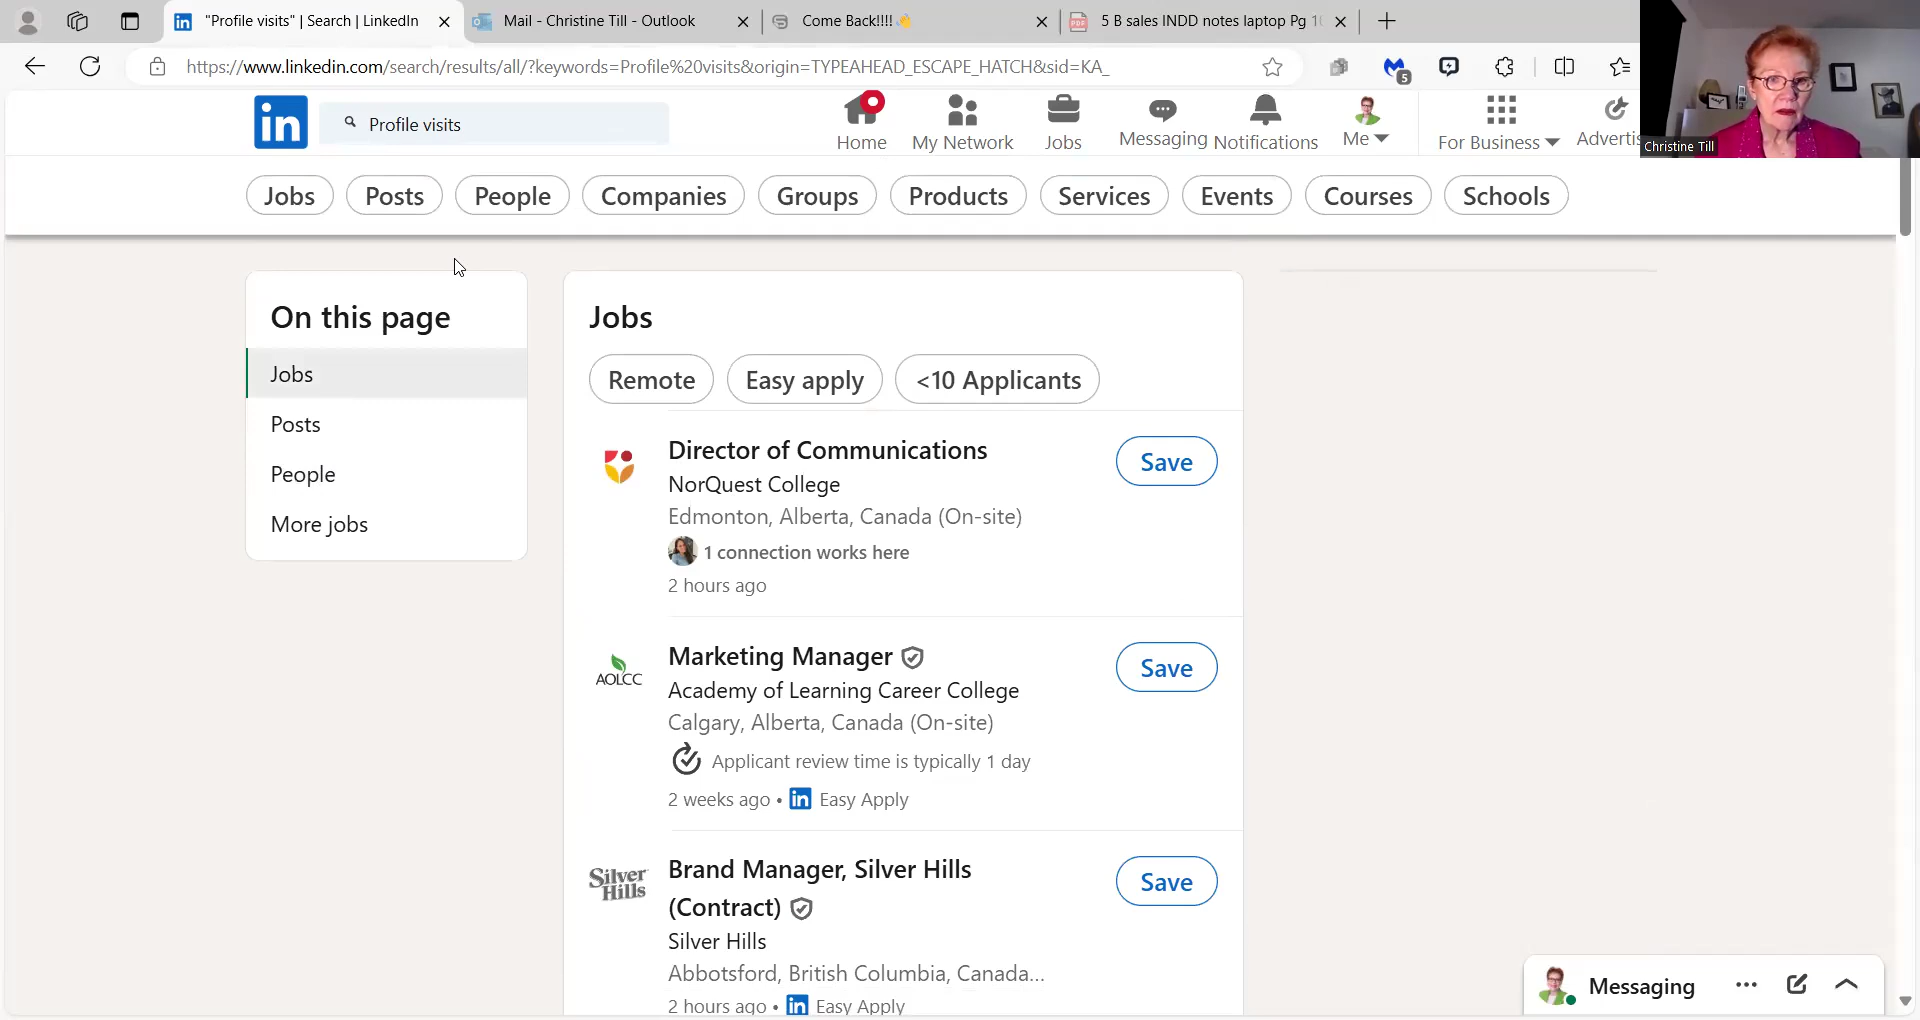 "Profile visits" | Search | LinkedIn
Mail - Christine Till - Outlook
Come Back!!!!👋
5 B sales INDD notes laptop Pg 10
https://www.linkedin.com/search/results/all/?keywords=Profile%20visits&origin=TYPEAHEAD_ESCAPE_HATCH&sid=KA_
5
Christine Till
in
Profile visits
Home
My Network
Jobs
Messaging
Notifications
Me
For Business
Advertis
Jobs
Posts
People
Companies
Groups
Products
Services
Events
Courses
Schools
On this page
Jobs
Posts
People
More jobs
Jobs
Remote
Easy apply
<10 Applicants
Director of Communications
NorQuest College
Edmonton, Alberta, Canada (On-site)
1 connection works here
2 hours ago
Save
AOLCC
Marketing Manager
Academy of Learning Career College
Calgary, Alberta, Canada (On-site)
Applicant review time is typically 1 day
2 weeks ago • in Easy Apply
Save
Silver
Hills
Brand Manager, Silver Hills
(Contract)
Silver Hills
Abbotsford, British Columbia, Canada...
2 hours ago • in Easy Apply
Save
Messaging